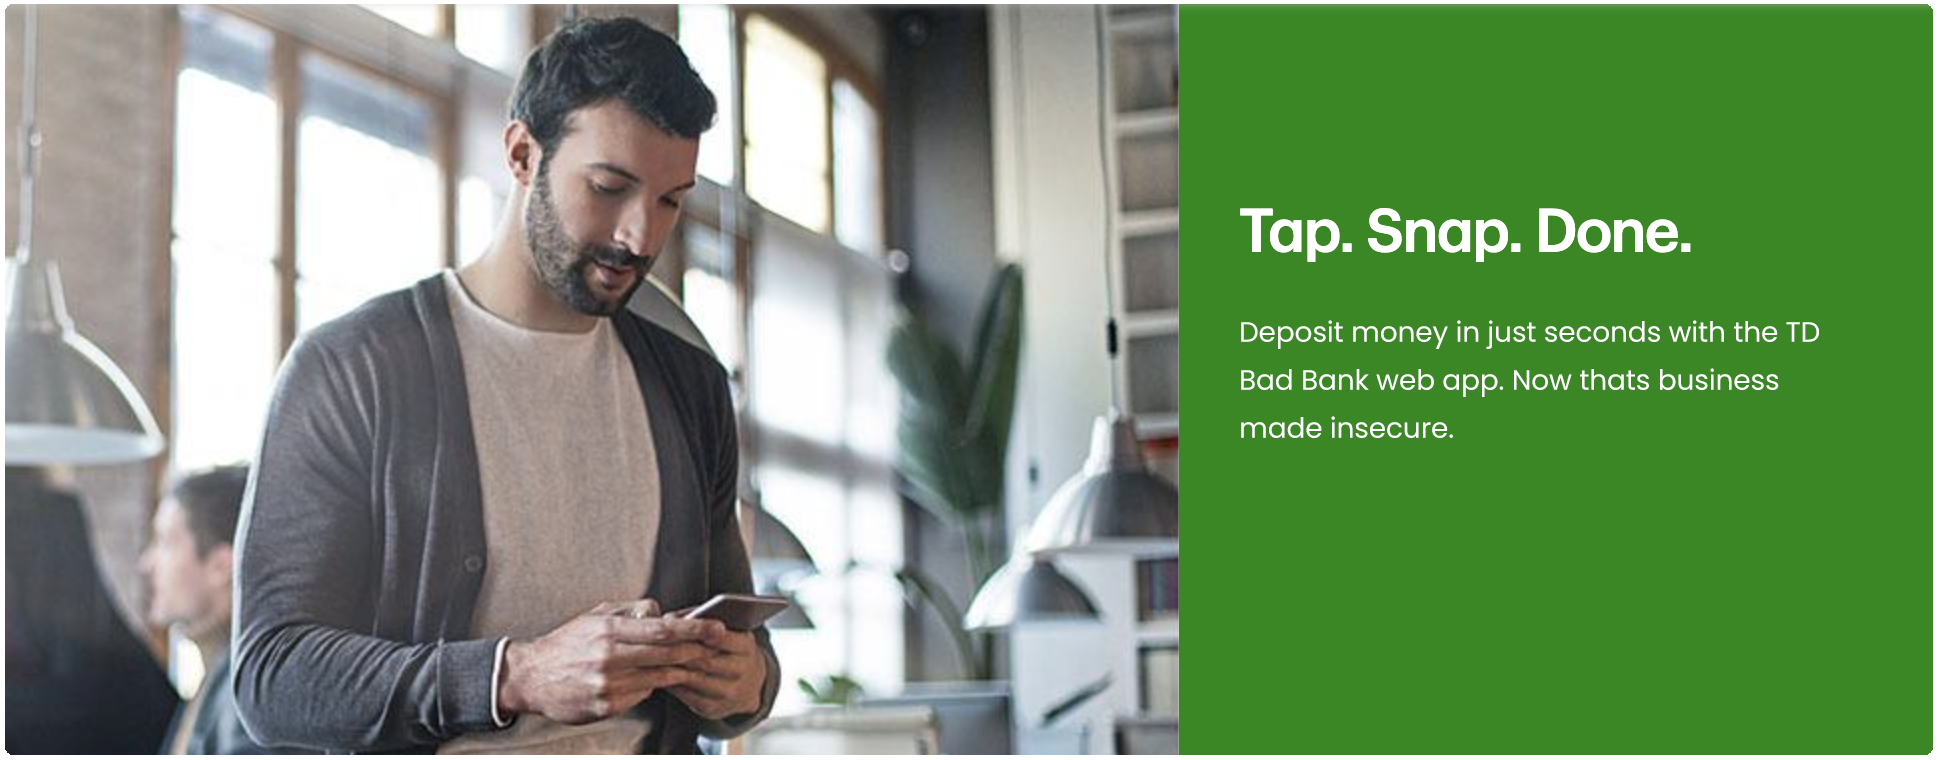 Tap. Snap. Done.
Deposit money in just seconds with the TD
Bad Bank web app. Now thats business
made insecure.